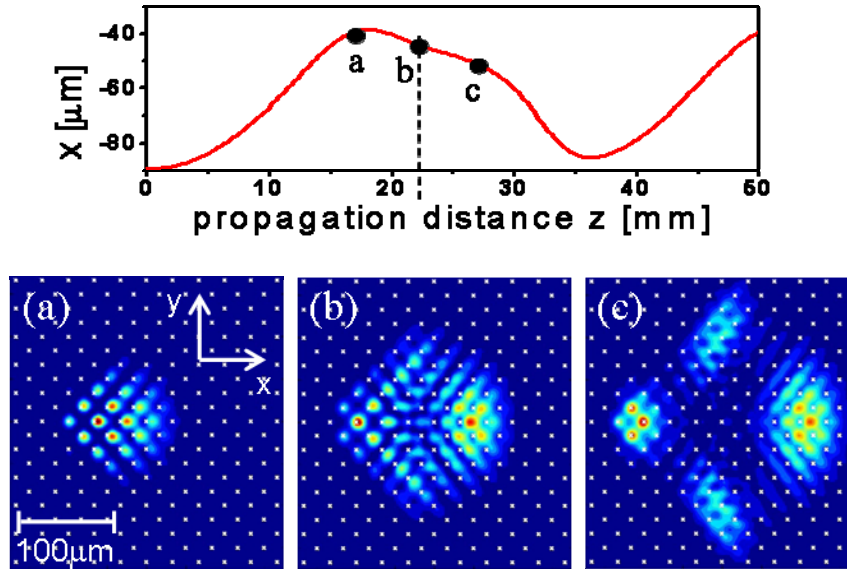 -40
-60
-80
X [μm]
a
b
c
0 10 20 30 40 50
propagation distance z [mm]
(a) (b) (c)
y
x
100μm